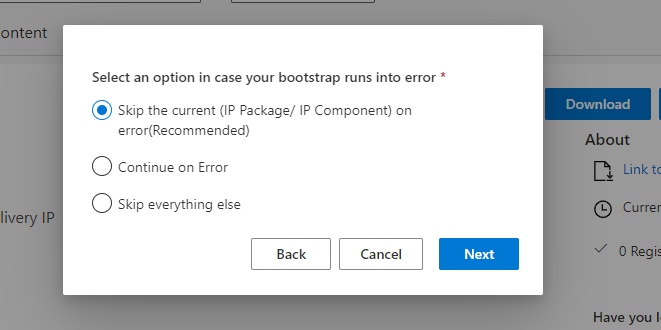 ontent
Select an option in case your bootstrap runs into error *
Skip the current (IP Package/ IP Component) on
error(Recommended)
Continue on Error
Skip everything else
Back
Cancel
Next
livery IP
Download
About
Link to
Curren
0 Regis
Have you l